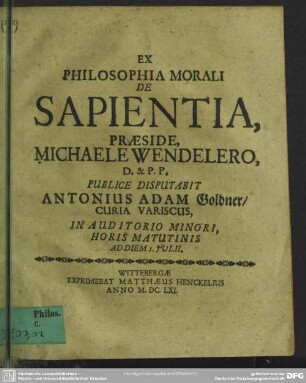 EX
PHILOSOPHIA MORALI
DE
SAPIENTIA,
PRÆSIDE,
MICHAELE WENDELERO,
D. & P. P.
PUBLICE DISPUTABIT
ANTONIUS ADAM Goldner/
CURIA VARISCUS,
IN AUDITORIO MINORI,
HORIS MATUTINIS
AD DIEM 1. JULII.
WITTEBERGÆ
EXPRIMEBAT MATTHÆUS HENCKELIUS
ANNO M. DC. LXI.
Philos.
C.